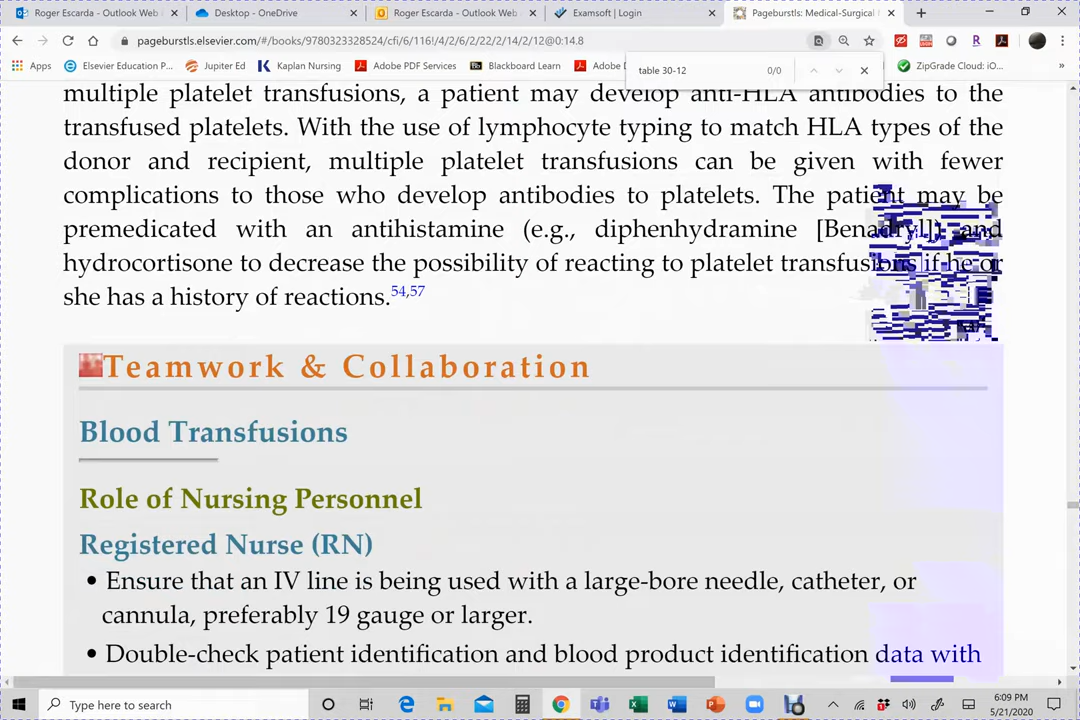 Roger Escarda - Outlook Web
Desktop - OneDrive
Roger Escarda - Outlook Web
Examsoft | Login
Pageburstls: Medical-Surgical
pageburstls.elsevier.com/#/books/9780323328524/cfi/6/116!/4/2/6/2/22/2/14/2/12@0:14.8
Apps
Elsevier Education P...
Jupiter Ed
Kaplan Nursing
Adobe PDF Services
Blackboard Learn
Adobe D
table 30-12
0/0
ZipGrade Cloud: iO...
multiple platelet transfusions, a patient may develop anti-HLA antibodies to the
transfused platelets. With the use of lymphocyte typing to match HLA types of the
donor and recipient, multiple platelet transfusions can be given with fewer
complications to those who develop antibodies to platelets. The patient may be
premedicated with an antihistamine (e.g., diphenhydramine [Benadryl]) and
hydrocortisone to decrease the possibility of reacting to platelet transfusions if he or
she has a history of reactions.54,57
Teamwork & Collaboration
Blood Transfusions
Role of Nursing Personnel
Registered Nurse (RN)
• Ensure that an IV line is being used with a large-bore needle, catheter, or
cannula, preferably 19 gauge or larger.
• Double-check patient identification and blood product identification data with
Type here to search
6:09 PM
5/21/2020